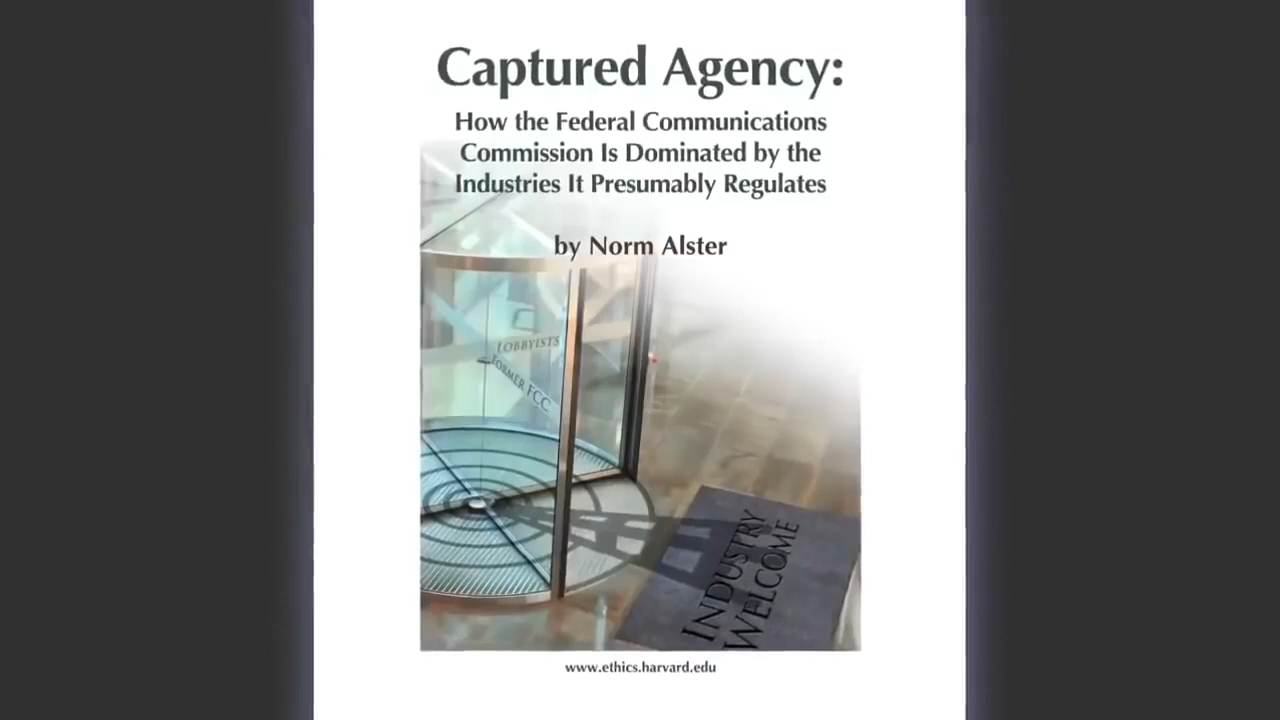 Captured Agency:
How the Federal Communications
Commission Is Dominated by the
Industries It Presumably Regulates
by Norm Alster
LOBBYISTS
FORMER FCC
INDUSTRY
WELCOME
www.ethics.harvard.edu